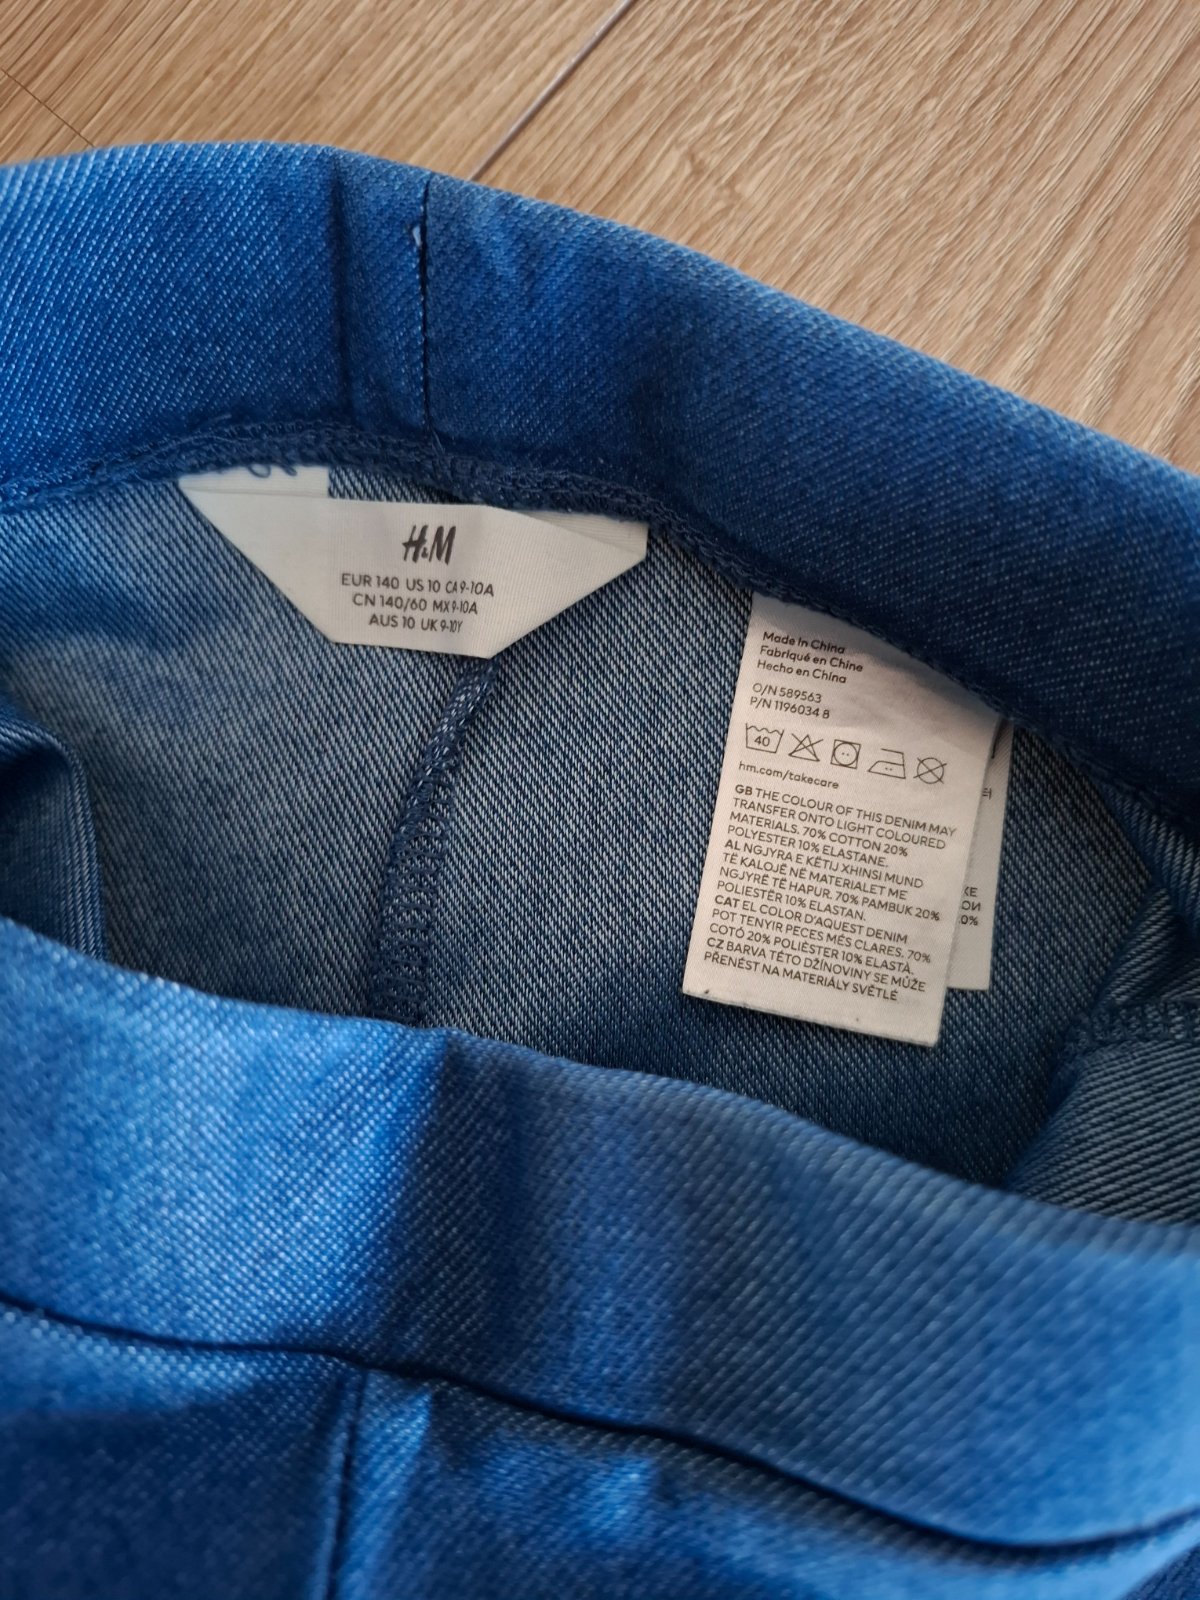 H&M
EUR 140 US 10 CA 9-10A
CN 140/60 MX 9-10A
AUS 10 UK 9-10Y
Made in China
Fabriqué en Chine
Hecho en China
O/N 589563
P/N 1196034 8
40
hm.com/takecare
GB THE COLOUR OF THIS DENIM MAY
TRANSFER ONTO LIGHT COLOURED
MATERIALS. 70% COTTON 20%
POLYESTER 10% ELASTANE.
AL NGJYRA E KËTIJ XHINSI MUND
TË KALOJË NË MATERIALET ME
NGJYRË TË HAPUR. 70% PAMBUK 20%
POLIESTËR 10% ELASTAN.
CAT EL COLOR D'AQUEST DENIM
POT TENYIR PECES MÉS CLARES. 70%
COTÓ 20% POLIÈSTER 10% ELASTÀ.
CZ BARVA TÉTO DŽÍNOVINY SE MŮŽE
PŘENÉST NA MATERIÁLY SVĚTLÉ